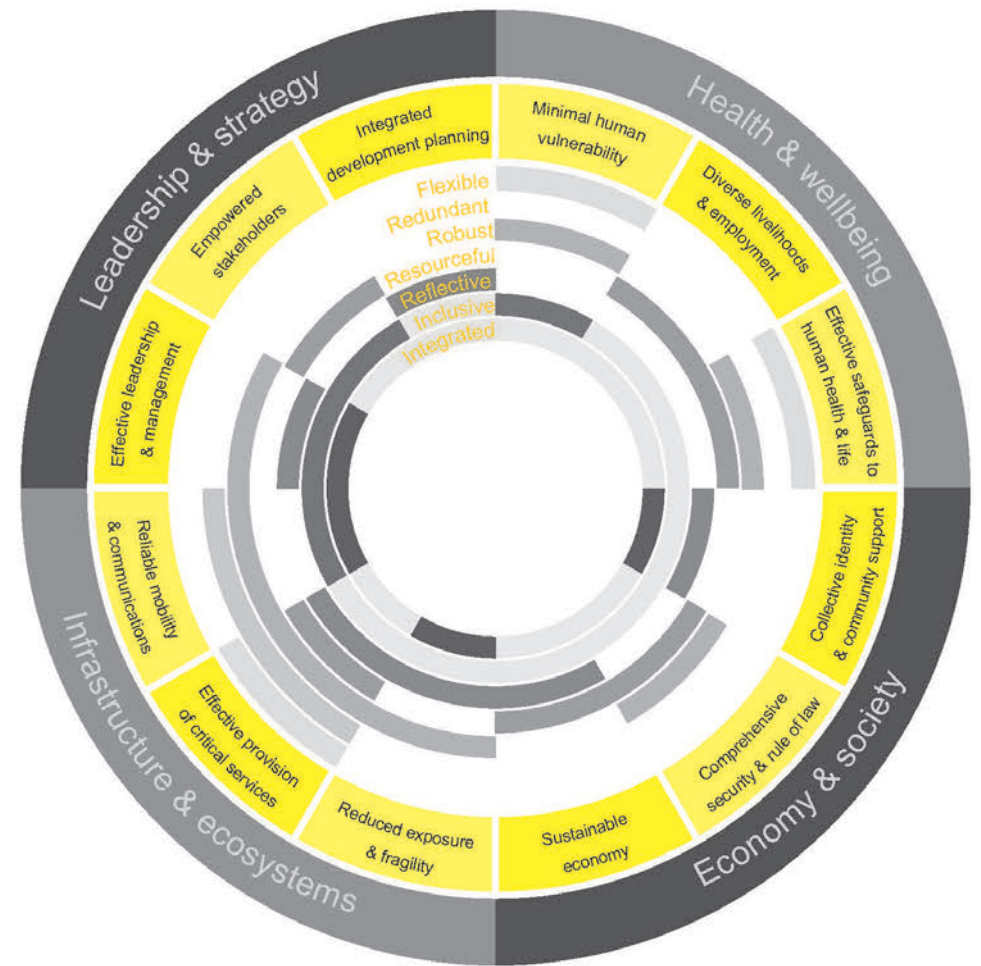 Leadership & strategy
Health & wellbeing
Economy & society
Infrastructure & ecosystems
Integrated
development planning
Minimal human
vulnerability
Diverse livelihoods
& employment
Effective safeguards to
human health & life
Collective identity
& community support
Comprehensive
security & rule of law
Sustainable
economy
Reduced exposure
& fragility
Effective provision
of critical services
Reliable mobility
& communications
Effective leadership
& management
Empowered
stakeholders
Flexible
Redundant
Robust
Resourceful
Reflective
Inclusive
Integrated